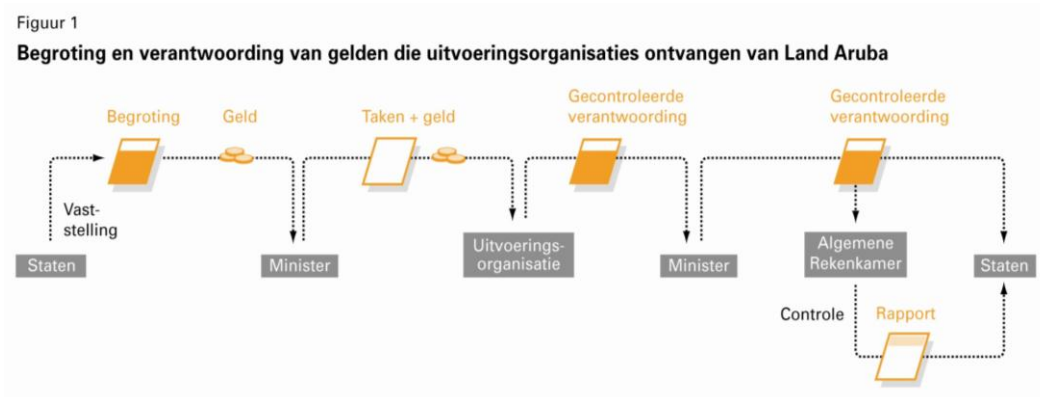 Figuur 1
Begroting en verantwoording van gelden die uitvoeringsorganisaties ontvangen van Land Aruba
Begroting
Geld
Taken + geld
Gecontroleerde
verantwoording
Gecontroleerde
verantwoording
Vast-
stelling
Staten
Minister
Uitvoerings-
organisatie
Minister
Algemene
Rekenkamer
Staten
Controle
Rapport